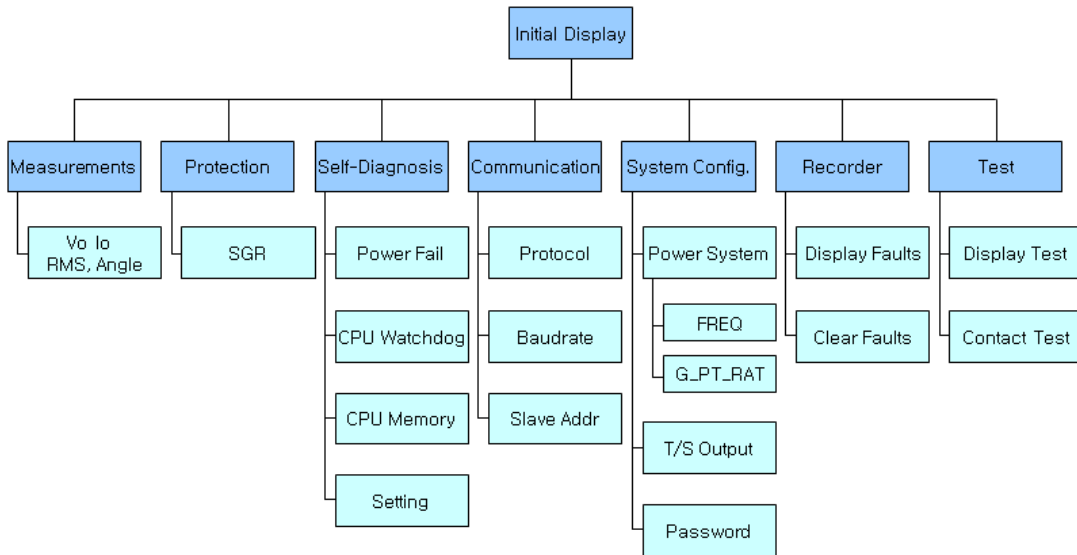 Initial Display
Measurements
Protection
Self-Diagnosis
Communication
System Config.
Recorder
Test
Vo Io
RMS, Angle
SGR
Power Fail
Protocol
Power System
Display Faults
Display Test
FREQ
CPU Watchdog
Baudrate
Clear Faults
Contact Test
G_PT_RAT
CPU Memory
Slave Addr
T/S Output
Setting
Password